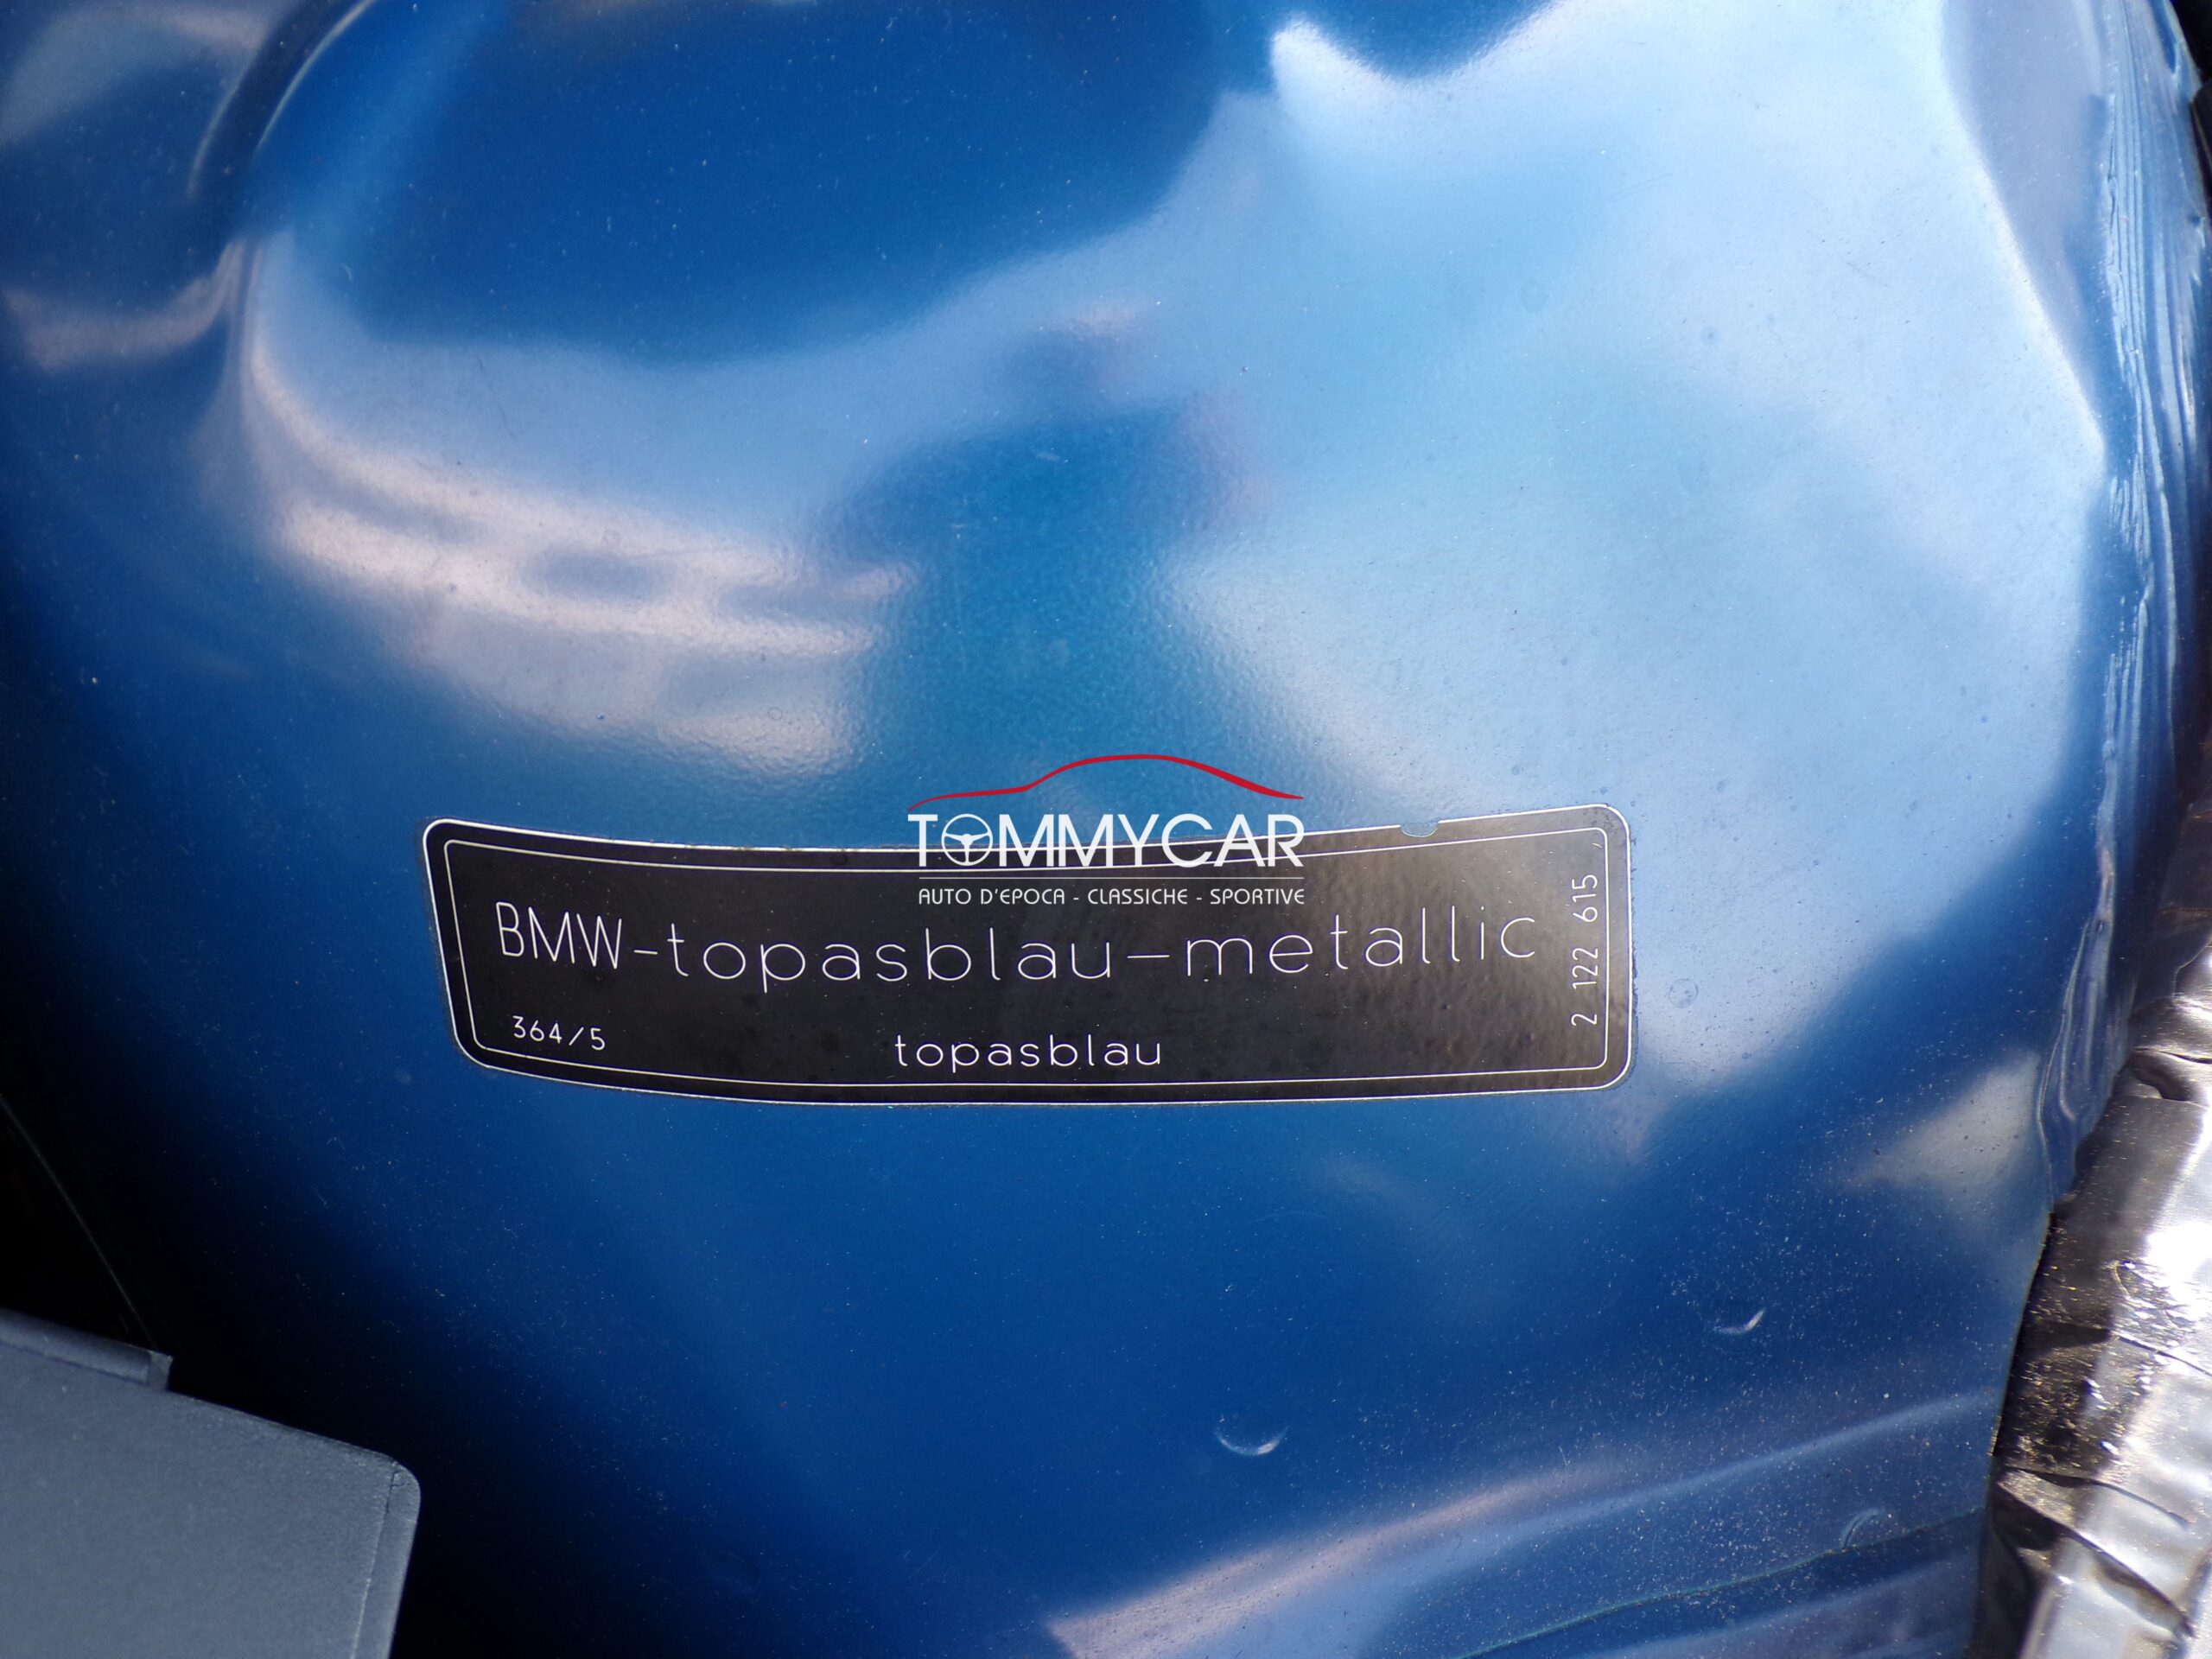 TOMMYCAR
AUTO D'EPOCA - CLASSICHE - SPORTIVE
BMW-topasblau-metallic
364/5
topasblau
2 122 615